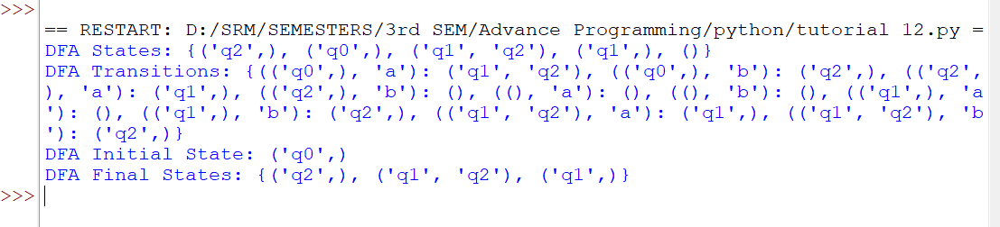 >>>
== RESTART: D:/SRM/SEMESTERS/3rd SEM/Advance Programming/python/tutorial 12.py =
DFA States: {('q2',), ('q0',), ('q1', 'q2'), ('q1',), ()}
DFA Transitions: {(('q0',), 'a'): ('q1', 'q2'), (('q0',), 'b'): ('q2',), (('q2',
), 'a'): ('q1',), (('q2',), 'b'): (), ((), 'a'): (), ((), 'b'): (), (('q1',), 'a
'): (), (('q1',), 'b'): ('q2',), (('q1', 'q2'), 'a'): ('q1',), (('q1', 'q2'), 'b
'): ('q2',)}
DFA Initial State: ('q0',)
DFA Final States: {('q2',), ('q1', 'q2'), ('q1',)}
>>>